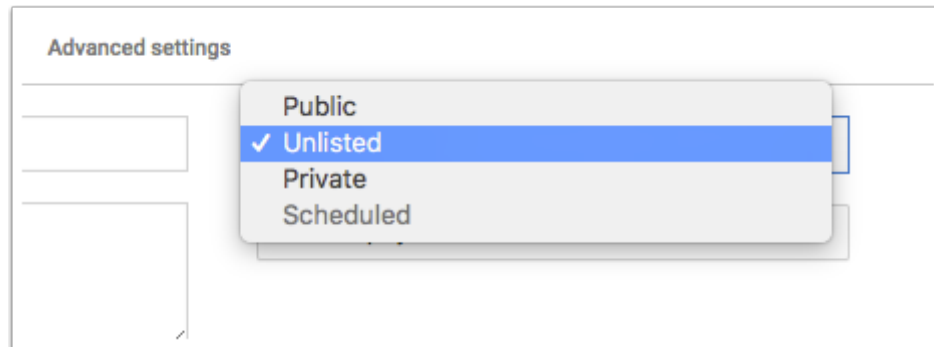 Advanced settings
Public
✓ Unlisted
Private
Scheduled